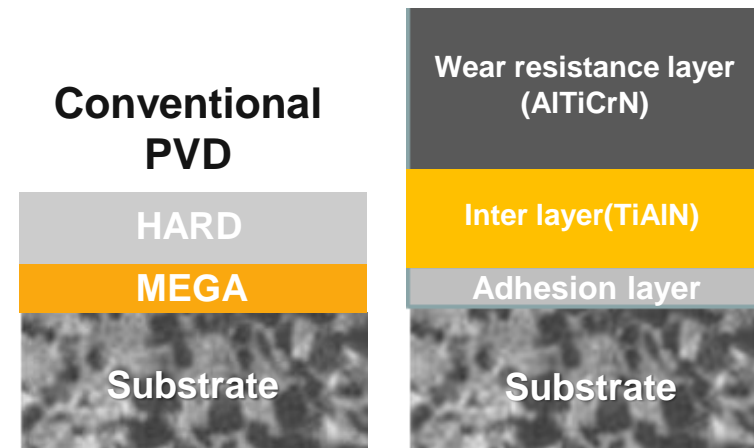 Conventional
PVD
HARD
MEGA
Substrate
Wear resistance layer
(AlTiCrN)
Inter layer(TiAlN)
Adhesion layer
Substrate